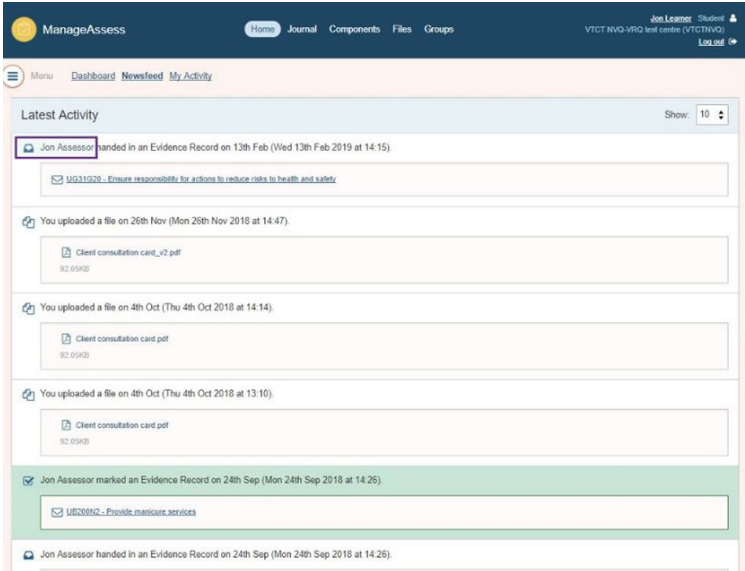 ManageAssess
Home Journal Components Files Groups
Jon Learner Student
VTCT NVQ-VRQ test centre (VTCTNVQ)
Log out
Menu Dashboard Newsfeed My Activity
Latest Activity Show: 10
Jon Assessor handed in an Evidence Record on 13th Feb (Wed 13th Feb 2019 at 14:15).
UG31G20 - Ensure responsibility for actions to reduce risks to health and safety
You uploaded a file on 26th Nov (Mon 26th Nov 2018 at 14:47).
Client consultation card_v2.pdf
92.05KB
You uploaded a file on 4th Oct (Thu 4th Oct 2018 at 14:14).
Client consultation card.pdf
92.05KB
You uploaded a file on 4th Oct (Thu 4th Oct 2018 at 13:10).
Client consultation card.pdf
92.05KB
Jon Assessor marked an Evidence Record on 24th Sep (Mon 24th Sep 2018 at 14:26).
UB200N2 - Provide manicure services
Jon Assessor handed in an Evidence Record on 24th Sep (Mon 24th Sep 2018 at 14:26).